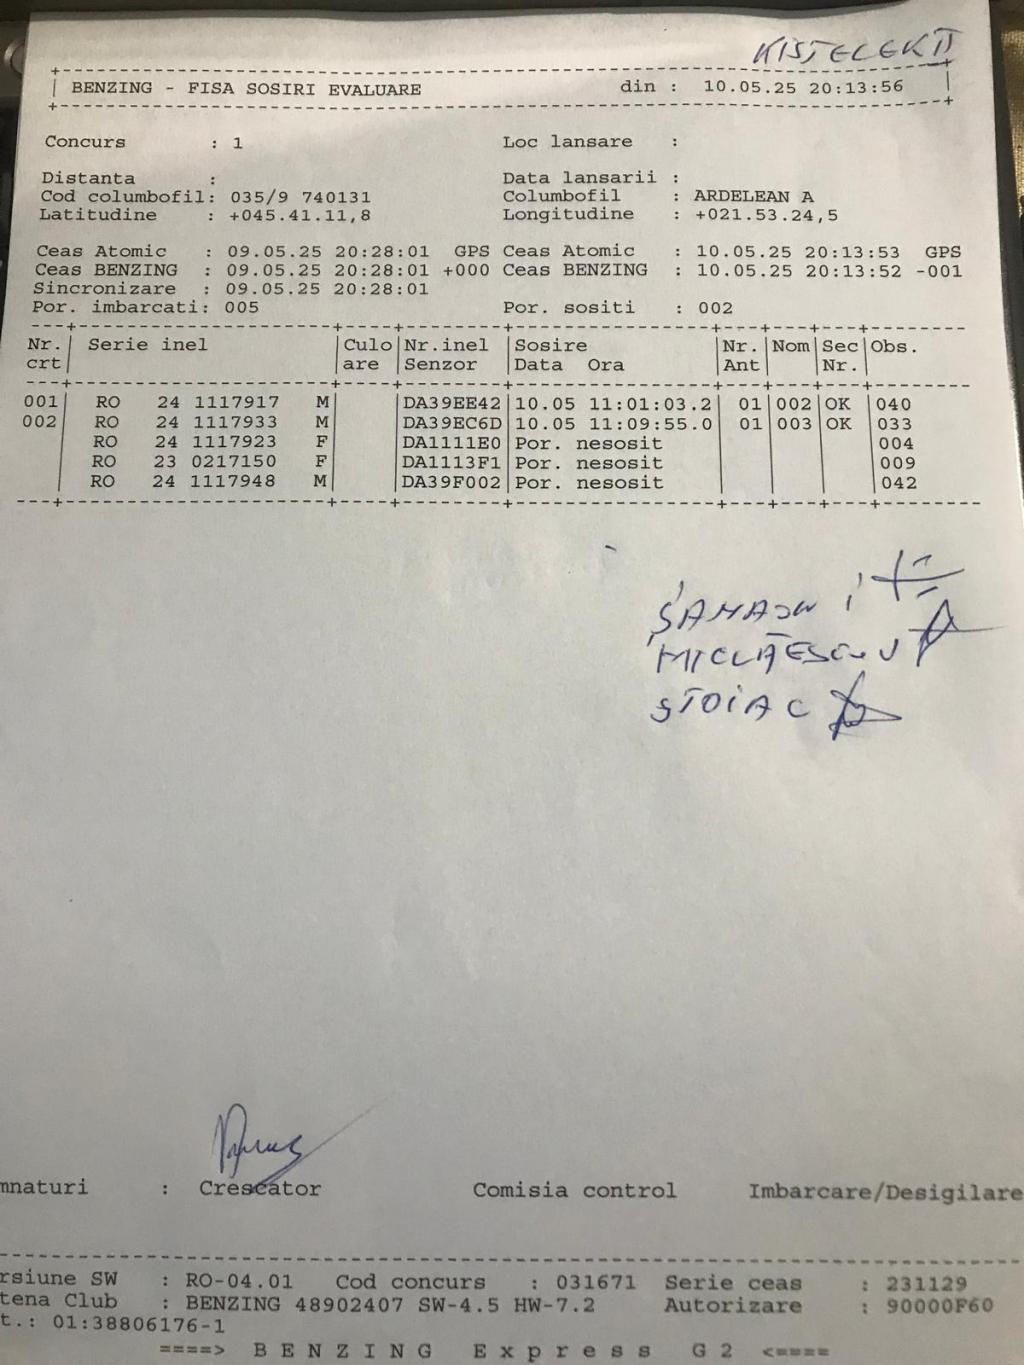 KISTELEK II
BENZING - FISA SOSIRI EVALUARE din : 10.05.25 20:13:56
Concurs : 1 Loc lansare :
Distanta : Data lansarii :
Cod columbofil: 035/9 740131 Columbofil : ARDELEAN A
Latitudine : +045.41.11,8 Longitudine : +021.53.24,5
Ceas Atomic : 09.05.25 20:28:01 GPS Ceas Atomic : 10.05.25 20:13:53 GPS
Ceas BENZING : 09.05.25 20:28:01 +000 Ceas BENZING : 10.05.25 20:13:52 -001
Sincronizare : 09.05.25 20:28:01
Por. imbarcati: 005 Por. sositi : 002
Nr. Serie inel Culo Nr.inel Sosire Nr. Nom Sec Obs.
crt are Senzor Data Ora Ant Nr.
001 RO 24 1117917 M DA39EE42 10.05 11:01:03.2 01 002 OK 040
002 RO 24 1117933 M DA39EC6D 10.05 11:09:55.0 01 003 OK 033
RO 24 1117923 F DA1111E0 Por. nesosit 004
RO 23 0217150 F DA1113F1 Por. nesosit 009
RO 24 1117948 M DA39F002 Por. nesosit 042
STOIAC
mnaturi : Crescator Comisia control Imbarcare/Desigilare
rsiune SW : RO-04.01 Cod concurs : 031671 Serie ceas : 231129
tena Club : BENZING 48902407 SW-4.5 HW-7.2 Autorizare : 90000F60
t.: 01:38806176-1
====> BENZING Express G2 <====